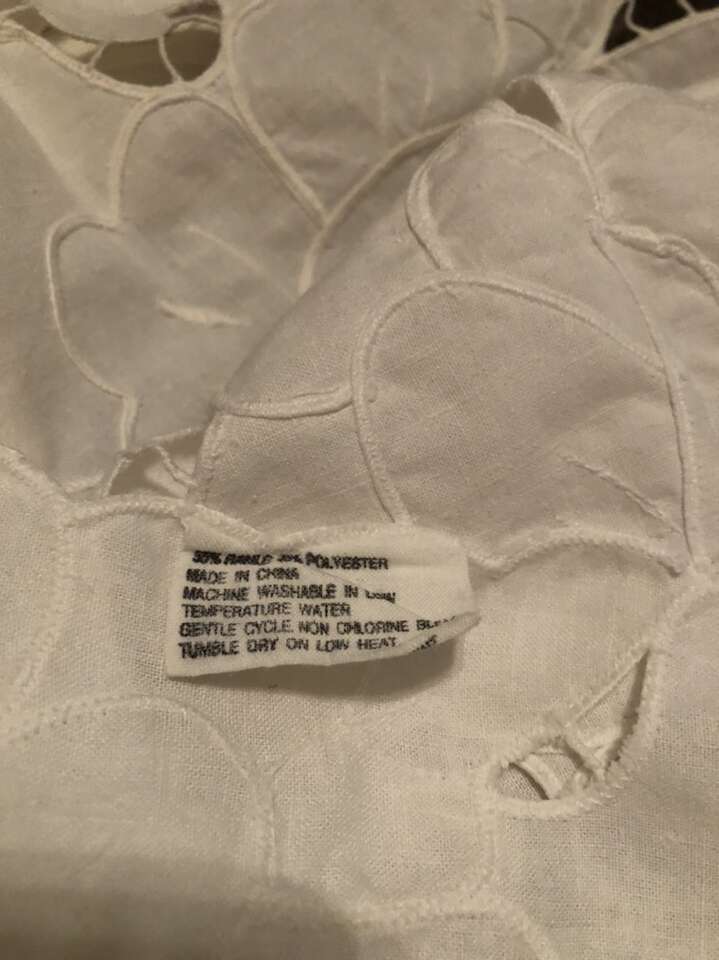 POLYESTER
MADE IN CHINA
MACHINE WASHABLE IN
TEMPERATURE WATER
GENTLE CYCLE. NON CHLORINE
TUMBLE DRY ON LOW HEAT